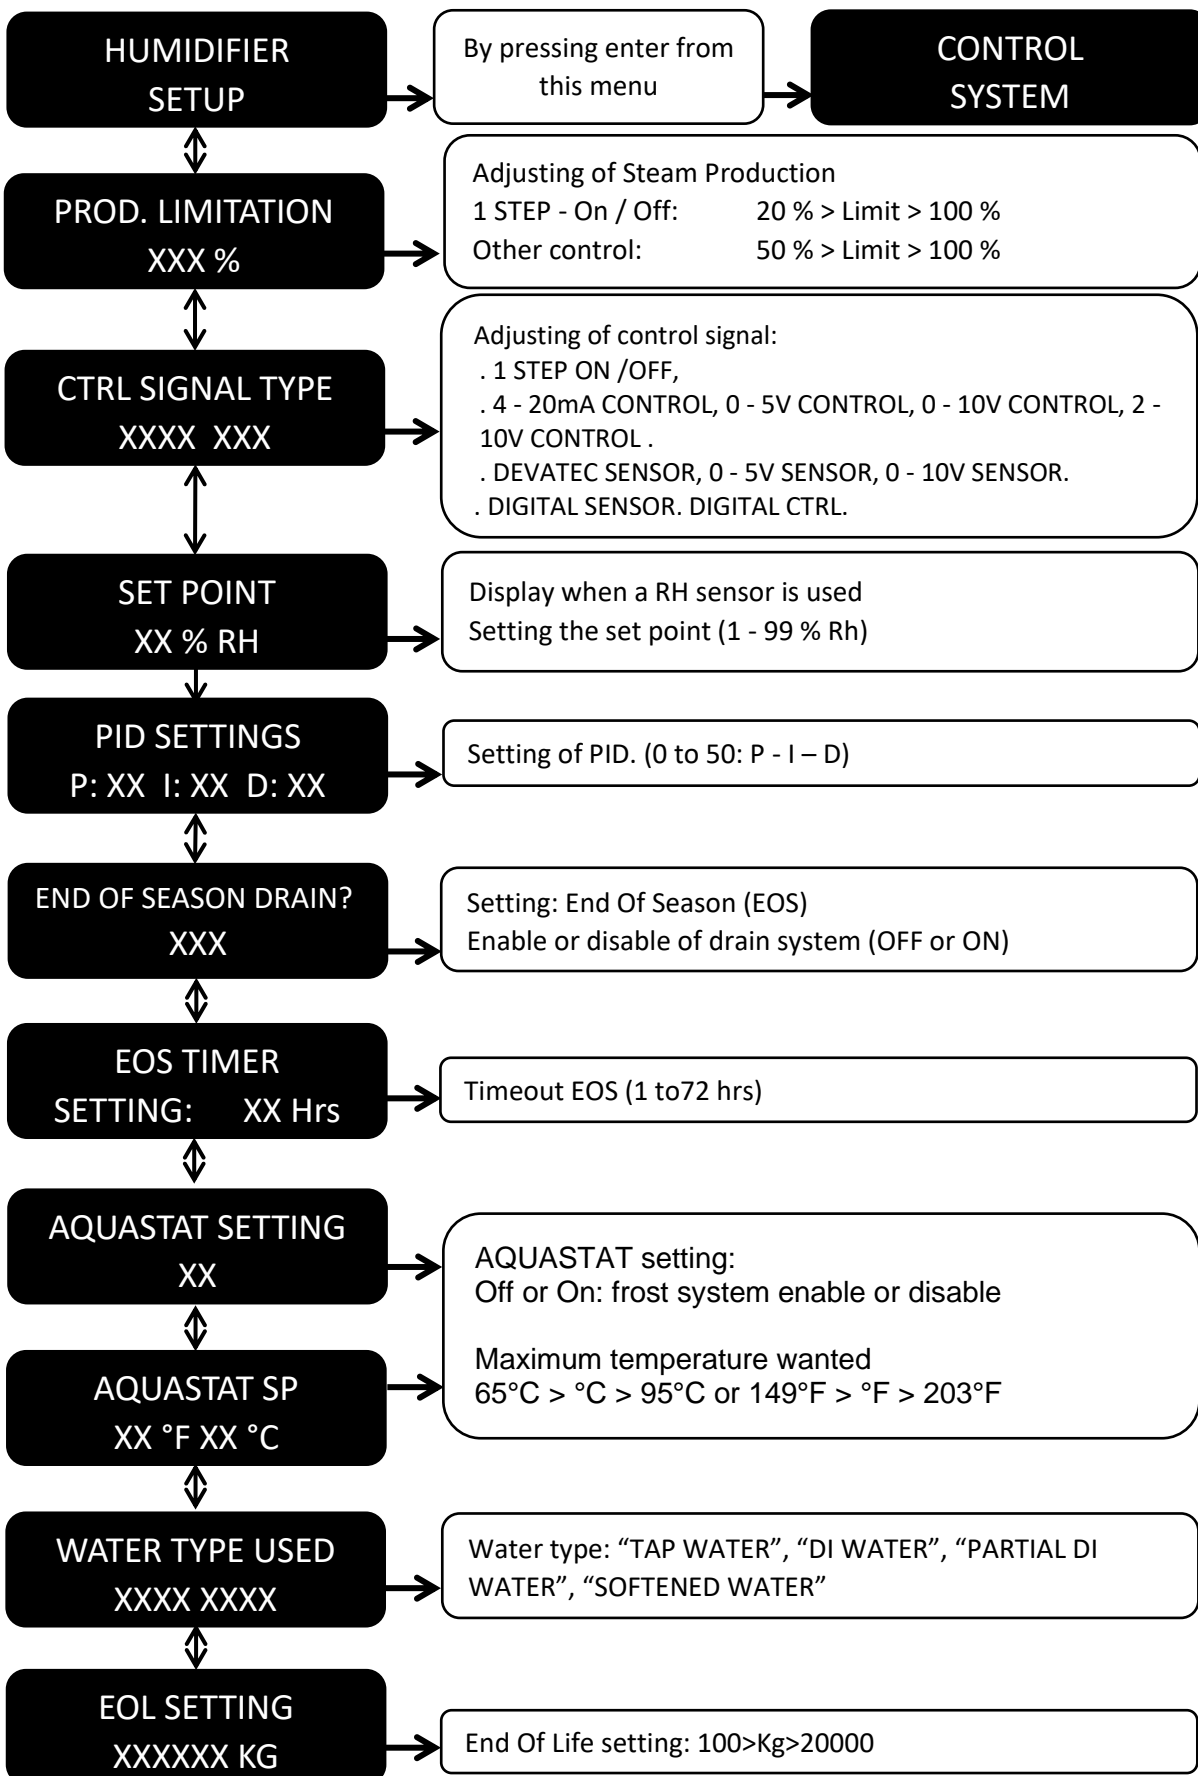 HUMIDIFIER
SETUP
By pressing enter from
this menu
CONTROL
SYSTEM
PROD. LIMITATION
XXX %
Adjusting of Steam Production
1 STEP - On / Off: 20 % > Limit > 100 %
Other control: 50 % > Limit > 100 %
CTRL SIGNAL TYPE
XXXX XXX
Adjusting of control signal:
. 1 STEP ON /OFF,
. 4 - 20mA CONTROL, 0 - 5V CONTROL, 0 - 10V CONTROL, 2 -
10V CONTROL .
. DEVATEC SENSOR, 0 - 5V SENSOR, 0 - 10V SENSOR.
. DIGITAL SENSOR. DIGITAL CTRL.
SET POINT
XX % RH
Display when a RH sensor is used
Setting the set point (1 - 99 % Rh)
PID SETTINGS
P: XX I: XX D: XX
Setting of PID. (0 to 50: P - I – D)
END OF SEASON DRAIN?
XXX
Setting: End Of Season (EOS)
Enable or disable of drain system (OFF or ON)
EOS TIMER
SETTING: XX Hrs
Timeout EOS (1 to72 hrs)
AQUASTAT SETTING
XX
AQUASTAT setting:
Off or On: frost system enable or disable
Maximum temperature wanted
65°C > °C > 95°C or 149°F > °F > 203°F
AQUASTAT SP
XX °F XX °C
WATER TYPE USED
XXXX XXXX
Water type: “TAP WATER”, “DI WATER”, “PARTIAL DI
WATER”, “SOFTENED WATER”
EOL SETTING
XXXXXX KG
End Of Life setting: 100>Kg>20000